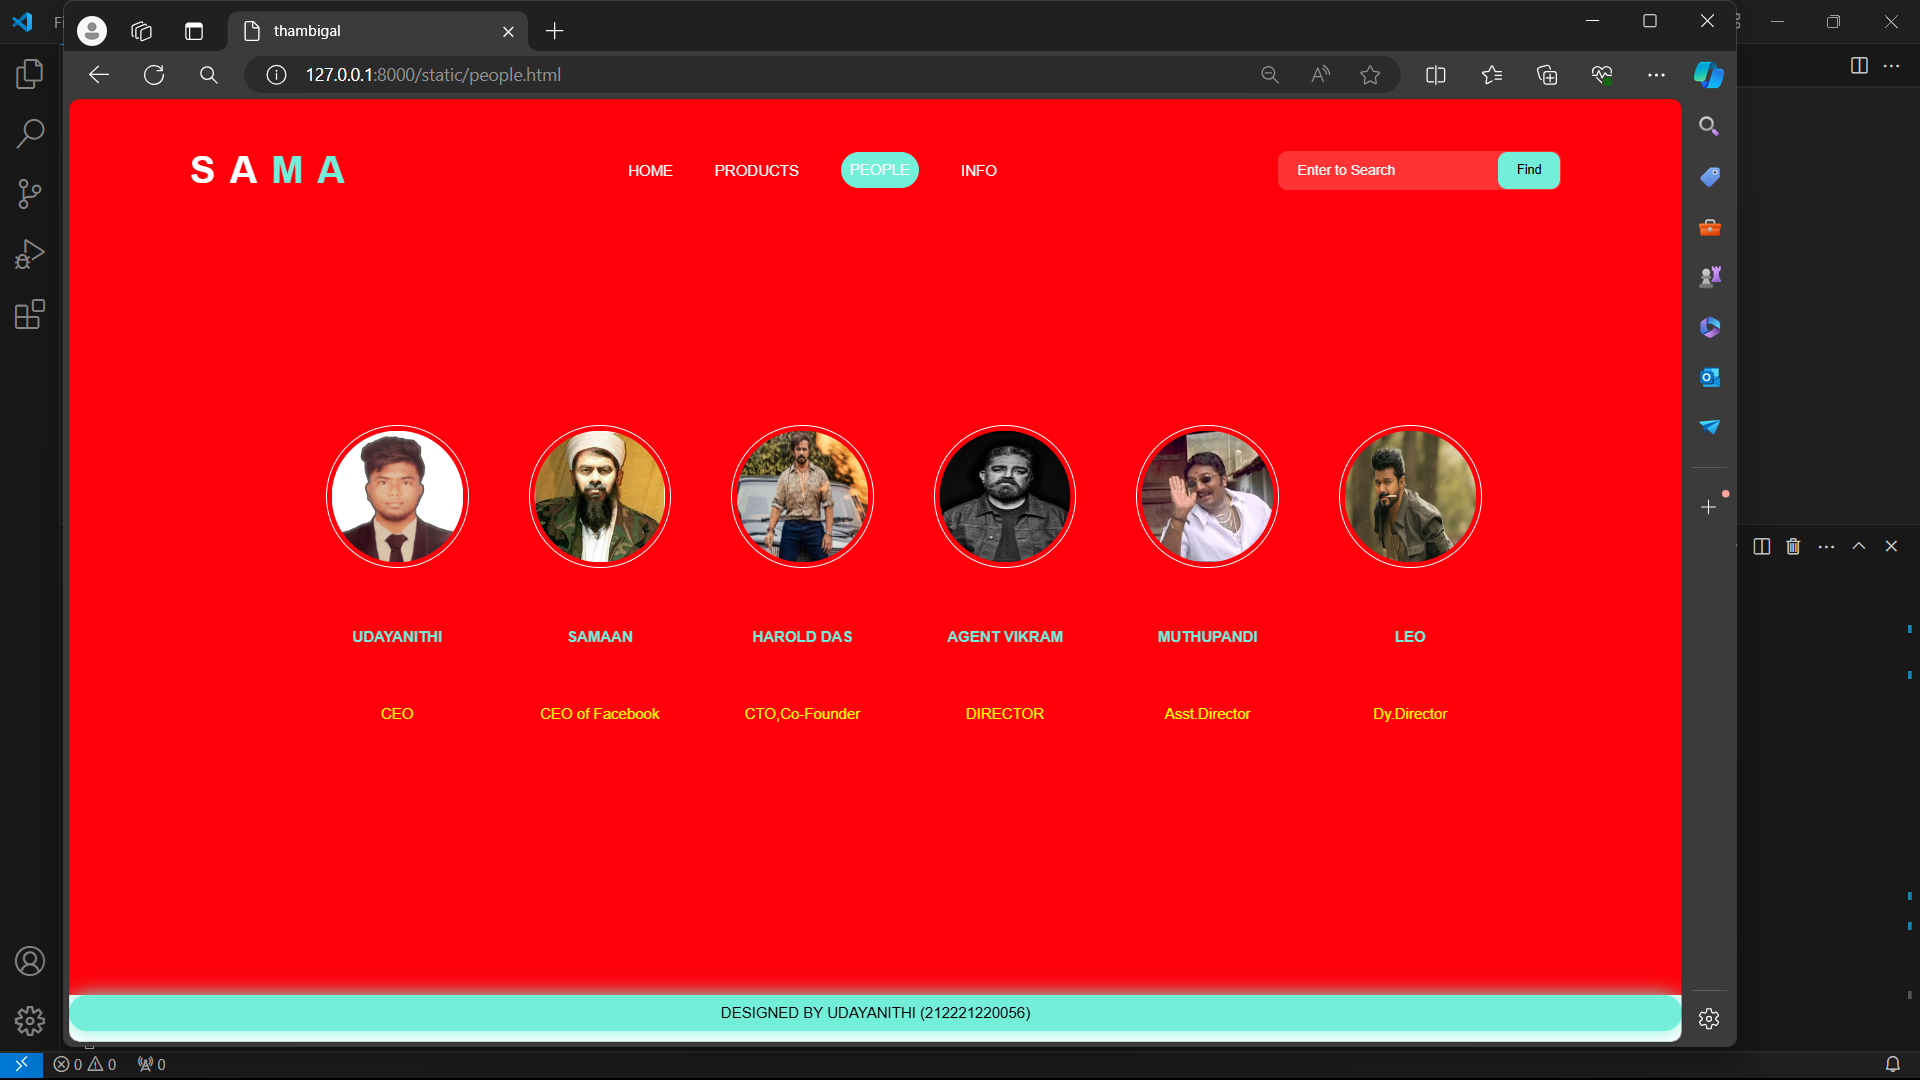 thambigal
127.0.0.1:8000/static/people.html
SAMA
HOME
PRODUCTS
PEOPLE
INFO
Enter to Search
Find
UDAYANITHI
SAMAAN
HAROLD DAS
AGENT VIKRAM
MUTHUPANDI
LEO
CEO
CEO of Facebook
CTO,Co-Founder
DIRECTOR
Asst.Director
Dy.Director
DESIGNED BY UDAYANITHI (212221220056)
0
0
0